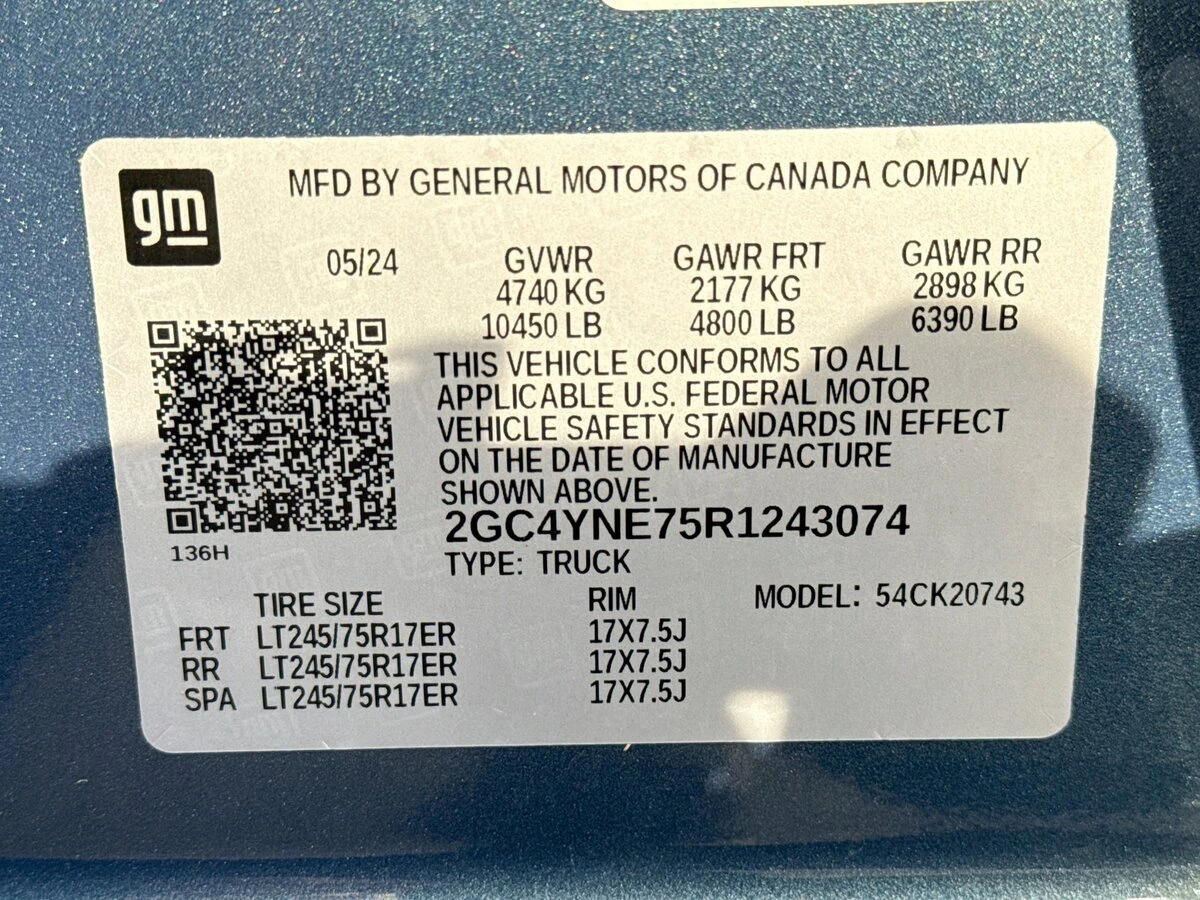 gm
MFD BY GENERAL MOTORS OF CANADA COMPANY
05/24 GVWR GAWR FRT GAWR RR
4740 KG 2177 KG 2898 KG
10450 LB 4800 LB 6390 LB
THIS VEHICLE CONFORMS TO ALL
APPLICABLE U.S. FEDERAL MOTOR
VEHICLE SAFETY STANDARDS IN EFFECT
ON THE DATE OF MANUFACTURE
SHOWN ABOVE.
2GC4YNE75R1243074
136H
TYPE: TRUCK
TIRE SIZE RIM MODEL: 54CK20743
FRT LT245/75R17ER 17X7.5J
RR LT245/75R17ER 17X7.5J
SPA LT245/75R17ER 17X7.5J